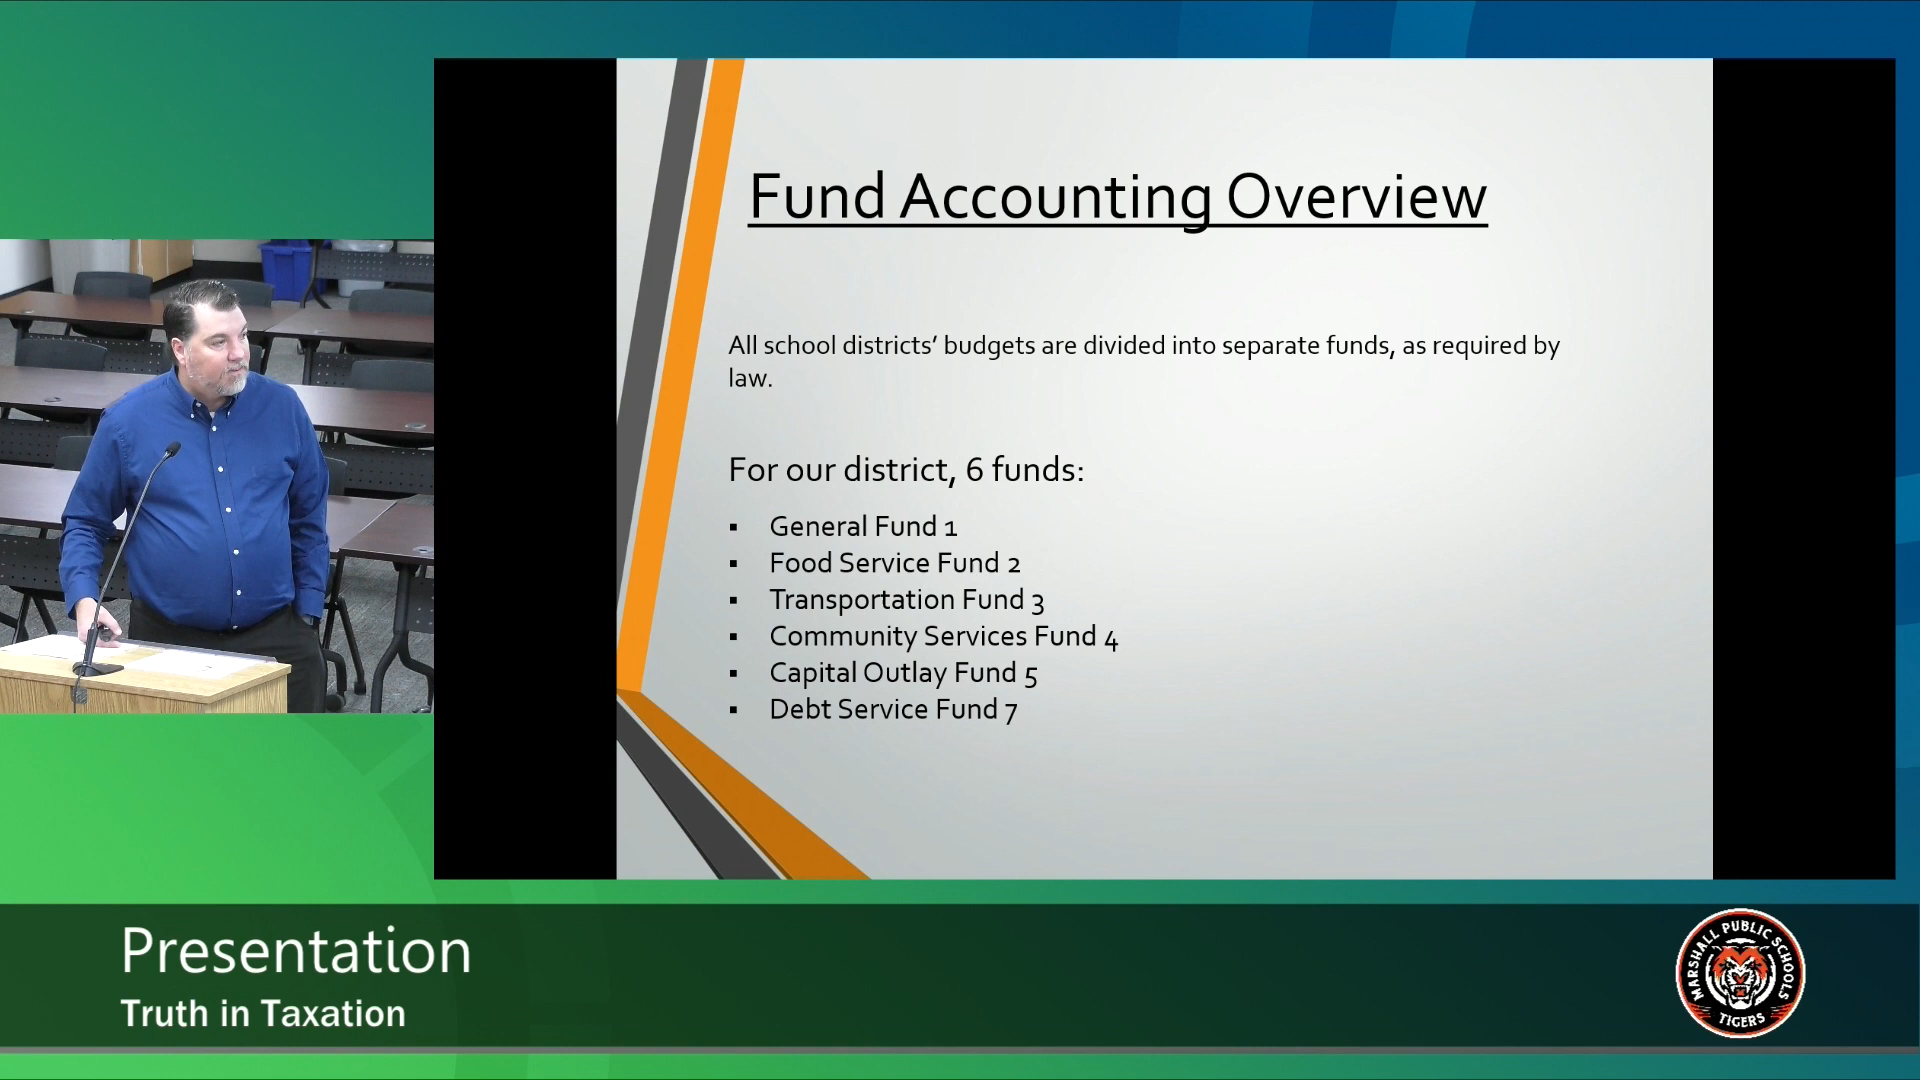 Fund Accounting Overview
All school districts’ budgets are divided into separate funds, as required by
law.
For our district, 6 funds:
▪ General Fund 1
▪ Food Service Fund 2
▪ Transportation Fund 3
▪ Community Services Fund 4
▪ Capital Outlay Fund 5
▪ Debt Service Fund 7
Presentation
Truth in Taxation
MARSHALL PUBLIC SCHOOLS
TIGERS